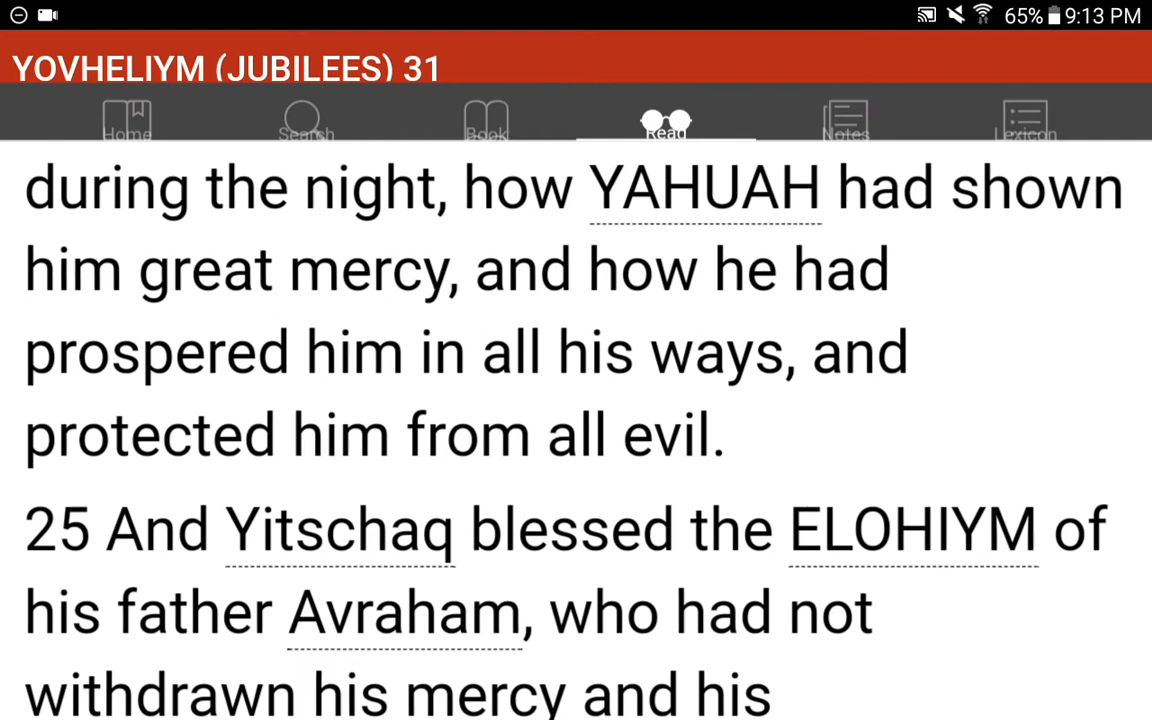 65% 9:13 PM
YOVHELIYM (JUBILEES) 31
Home Search Book Read Notes Lexicon
during the night, how YAHUAH had shown
him great mercy, and how he had
prospered him in all his ways, and
protected him from all evil.
25 And Yitschaq blessed the ELOHIYM of
his father Avraham, who had not
withdrawn his mercy and his